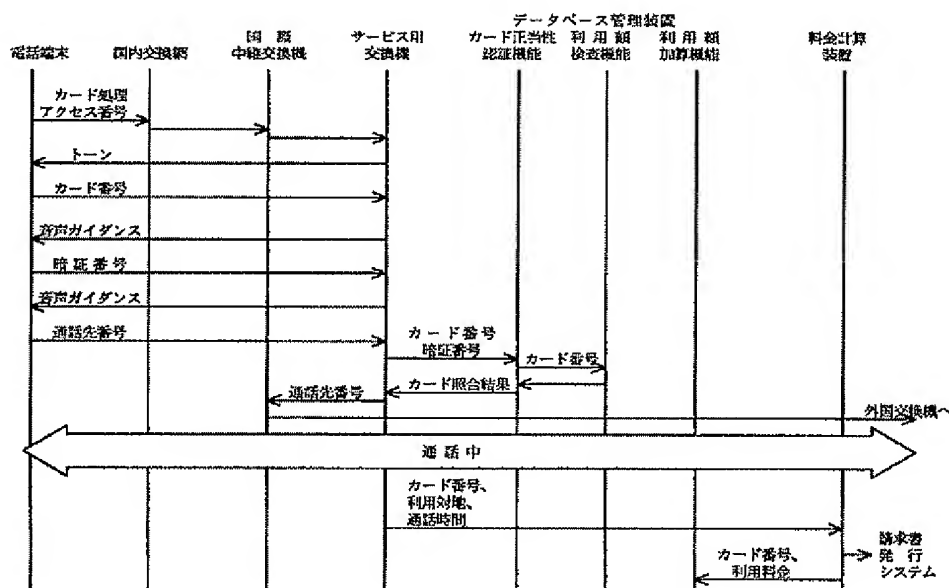 データベース管理装置
電話端末
国内交換網
国際
中継交換機
サービス用
交換機
カード正当性
認証機能
利用額
検査機能
利用額
加算機能
料金計算
装置
カード処理
アクセス番号
トーン
カード番号
音声ガイダンス
暗証番号
音声ガイダンス
通話先番号
カード番号
暗証番号
カード番号
カード照合結果
通話先番号
外国交換機へ
通話中
カード番号、
利用対地、
通話時間
請求書
発行
システム
カード番号、
利用料金